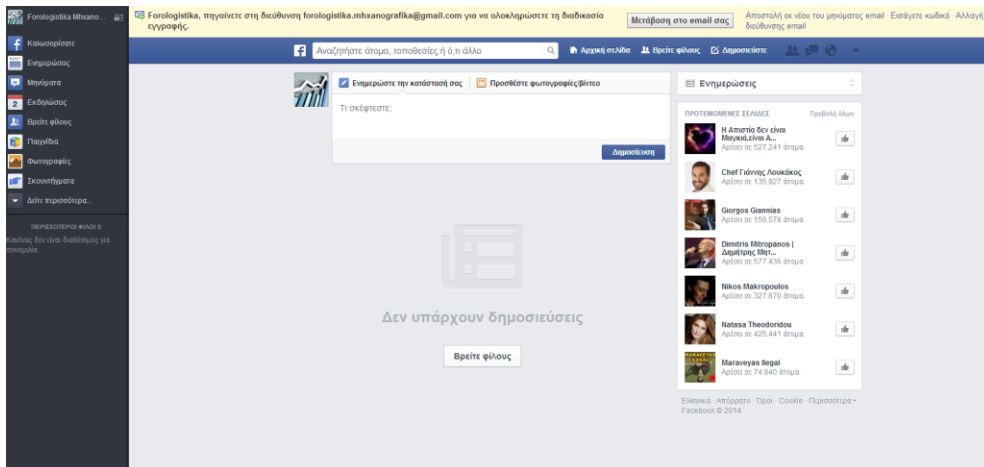 Forologistika Mhxano...
Καλωσορίσατε
Ενημερώσεις
Μηνύματα
2 Εκδηλώσεις
Βρείτε φίλους
Παιχνίδια
Φωτογραφίες
Σκουντήγματα
Δείτε περισσότερα...
ΠΕΡΙΣΣΟΤΕΡΟΙ ΦΙΛΟΙ 0
Κανένας δεν είναι διαθέσιμος για
συνομιλία.
Forologistika, πηγαίνετε στη διεύθυνση forologistika.mhxanografika@gmail.com για να ολοκληρώσετε τη διαδικασία
εγγραφής.
Μετάβαση στο email σας
Αποστολή εκ νέου του μηνύματος email · Εισάγετε κωδικό · Αλλαγή
διεύθυνσης email
Αναζητήστε άτομα, τοποθεσίες ή ό,τι άλλο
Αρχική σελίδα
Βρείτε φίλους
Δημοσιεύστε
Ενημερώστε την κατάστασή σας
Προσθέστε φωτογραφίες/βίντεο
Τι σκέφτεστε;
Δημοσίευση
Δεν υπάρχουν δημοσιεύσεις
Βρείτε φίλους
Ενημερώσεις
ΠΡΟΤΕΙΝΟΜΕΝΕΣ ΣΕΛΙΔΕΣ Προβολή όλων
Η Απιστία δεν είναι
Μαγκιά,είναι Α...
Αρέσει σε 527.241 άτομα.
Chef Γιάννης Λουκάκος
Αρέσει σε 135.927 άτομα.
Giorgos Giannias
Αρέσει σε 156.578 άτομα.
Dimitris Mitropanos |
Δημήτρης Μητ...
Αρέσει σε 577.436 άτομα.
Nikos Makropoulos
Αρέσει σε 327.870 άτομα.
Natasa Theodoridou
Αρέσει σε 425.441 άτομα.
Maraveyas Ilegal
Αρέσει σε 74.840 άτομα.
Ελληνικά · Απόρρητο · Όροι · Cookie · Περισσότερα
Facebook © 2014